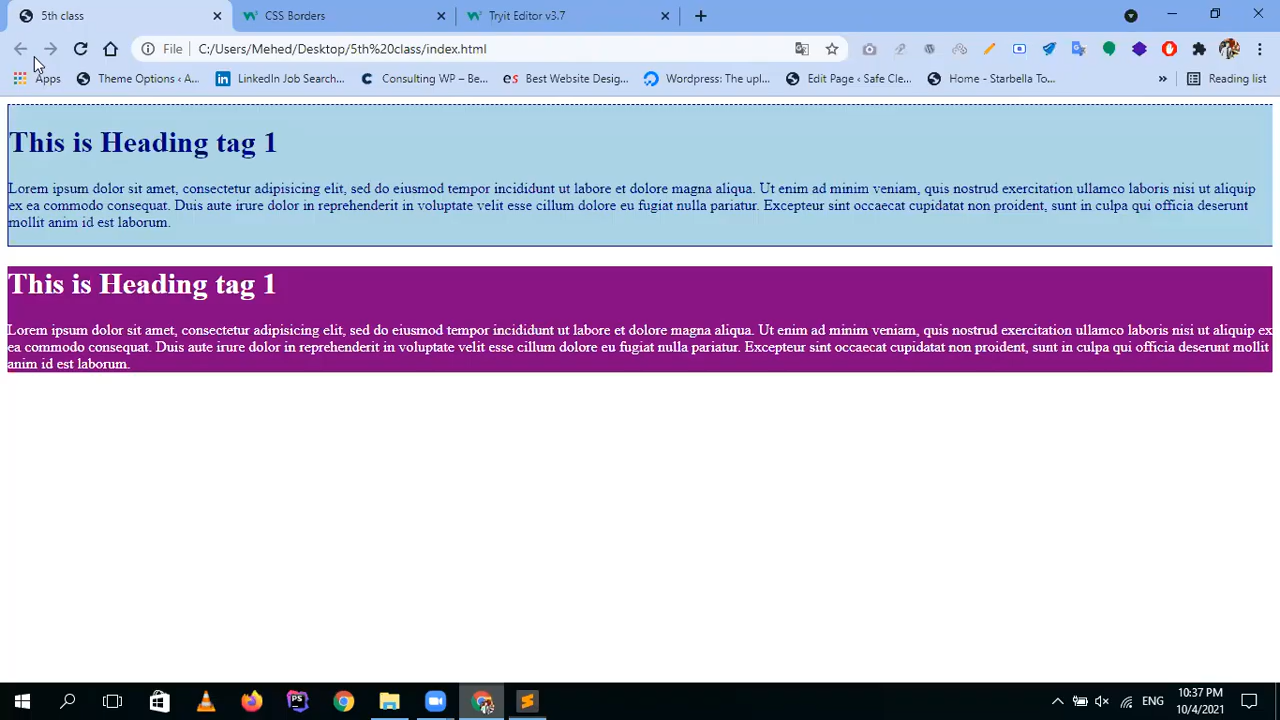 5th class
CSS Borders
Tryit Editor v3.7
File C:/Users/Mehed/Desktop/5th%20class/index.html
Apps
Theme Options ‹ A...
LinkedIn Job Search...
Consulting WP – Be...
es Best Website Desig...
Wordpress: The upl...
Edit Page ‹ Safe Cle...
Home - Starbella To...
»
Reading list
This is Heading tag 1
Lorem ipsum dolor sit amet, consectetur adipisicing elit, sed do eiusmod tempor incididunt ut labore et dolore magna aliqua. Ut enim ad minim veniam, quis nostrud exercitation ullamco laboris nisi ut aliquip
ex ea commodo consequat. Duis aute irure dolor in reprehenderit in voluptate velit esse cillum dolore eu fugiat nulla pariatur. Excepteur sint occaecat cupidatat non proident, sunt in culpa qui officia deserunt
mollit anim id est laborum.
This is Heading tag 1
Lorem ipsum dolor sit amet, consectetur adipisicing elit, sed do eiusmod tempor incididunt ut labore et dolore magna aliqua. Ut enim ad minim veniam, quis nostrud exercitation ullamco laboris nisi ut aliquip ex
ea commodo consequat. Duis aute irure dolor in reprehenderit in voluptate velit esse cillum dolore eu fugiat nulla pariatur. Excepteur sint occaecat cupidatat non proident, sunt in culpa qui officia deserunt mollit
anim id est laborum.
PS
ENG
10:37 PM
10/4/2021